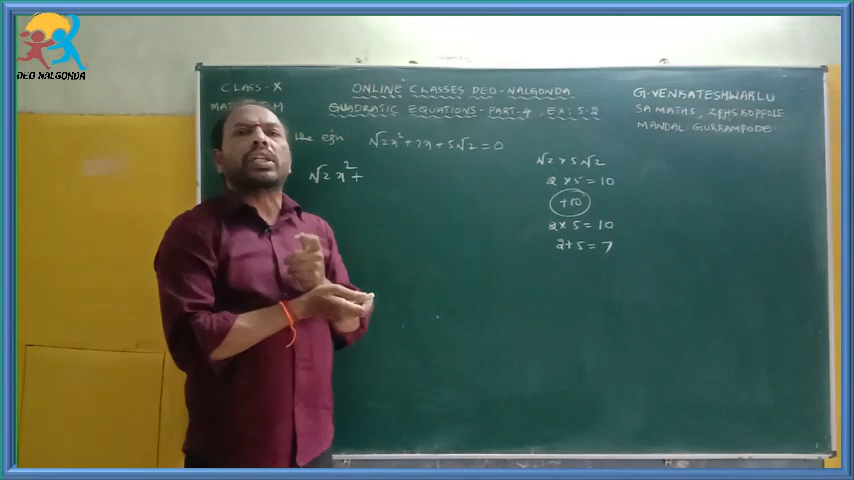 DEO NALGONDA
CLASS-X
ONLINE CLASSES DEO-NALGONDA
G.VENKATESHWARLU
QUADRATIC EQUATIONS-PART-4, EX:5.2
SA MATHS, ZPHS KOPPOLE
MANDAL-GURRAMPODE
the eqn √2x²+7x+5√2=0
√2x²+
√2×5√2
2×5=10
+10
2×5=10
2+5=7